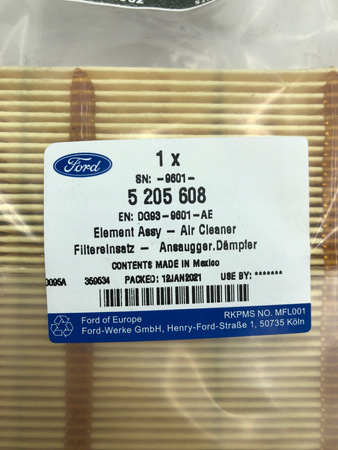 Ford
1 x
SN: -9601-
5 205 608
EN: DG93-9601-AE
Element Assy - Air Cleaner
Filtereinsatz - Ansaugger.Dämpfer
CONTENTS MADE IN Mexico
359534 PACKED: 12JAN2021 USE BY: *******
Ford of Europe RKPMS NO. MFL001
Ford-Werke GmbH, Henry-Ford-Straße 1, 50735 Köln